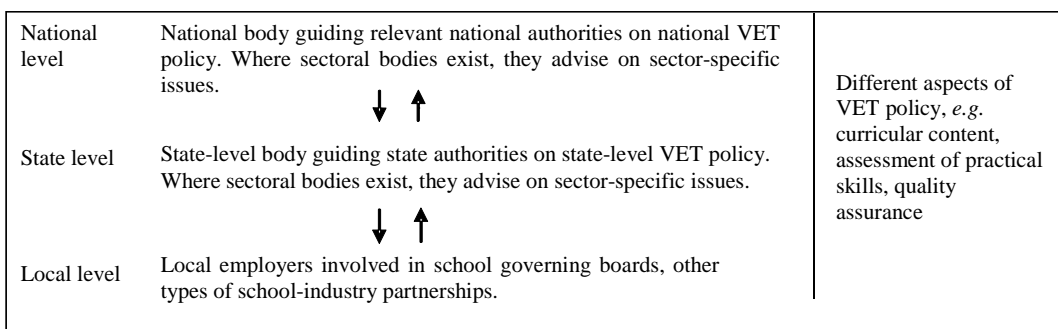 National level
National body guiding relevant national authorities on national VET
policy. Where sectoral bodies exist, they advise on sector-specific
issues.
State level
State-level body guiding state authorities on state-level VET policy.
Where sectoral bodies exist, they advise on sector-specific issues.
Local level
Local employers involved in school governing boards, other
types of school-industry partnerships.
Different aspects of
VET policy, e.g.
curricular content,
assessment of practical
skills, quality
assurance